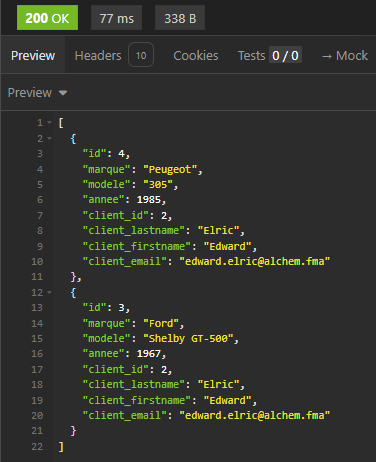 200 OK 77 ms 338 B
Preview Headers 10 Cookies Tests 0 / 0 → Mock
Preview
1 [
2 {
3 "id": 4,
4 "marque": "Peugeot",
5 "modele": "305",
6 "annee": 1985,
7 "client_id": 2,
8 "client_lastname": "Elric",
9 "client_firstname": "Edward",
10 "client_email": "edward.elric@alchem.fma"
11 },
12 {
13 "id": 3,
14 "marque": "Ford",
15 "modele": "Shelby GT-500",
16 "annee": 1967,
17 "client_id": 2,
18 "client_lastname": "Elric",
19 "client_firstname": "Edward",
20 "client_email": "edward.elric@alchem.fma"
21 }
22 ]